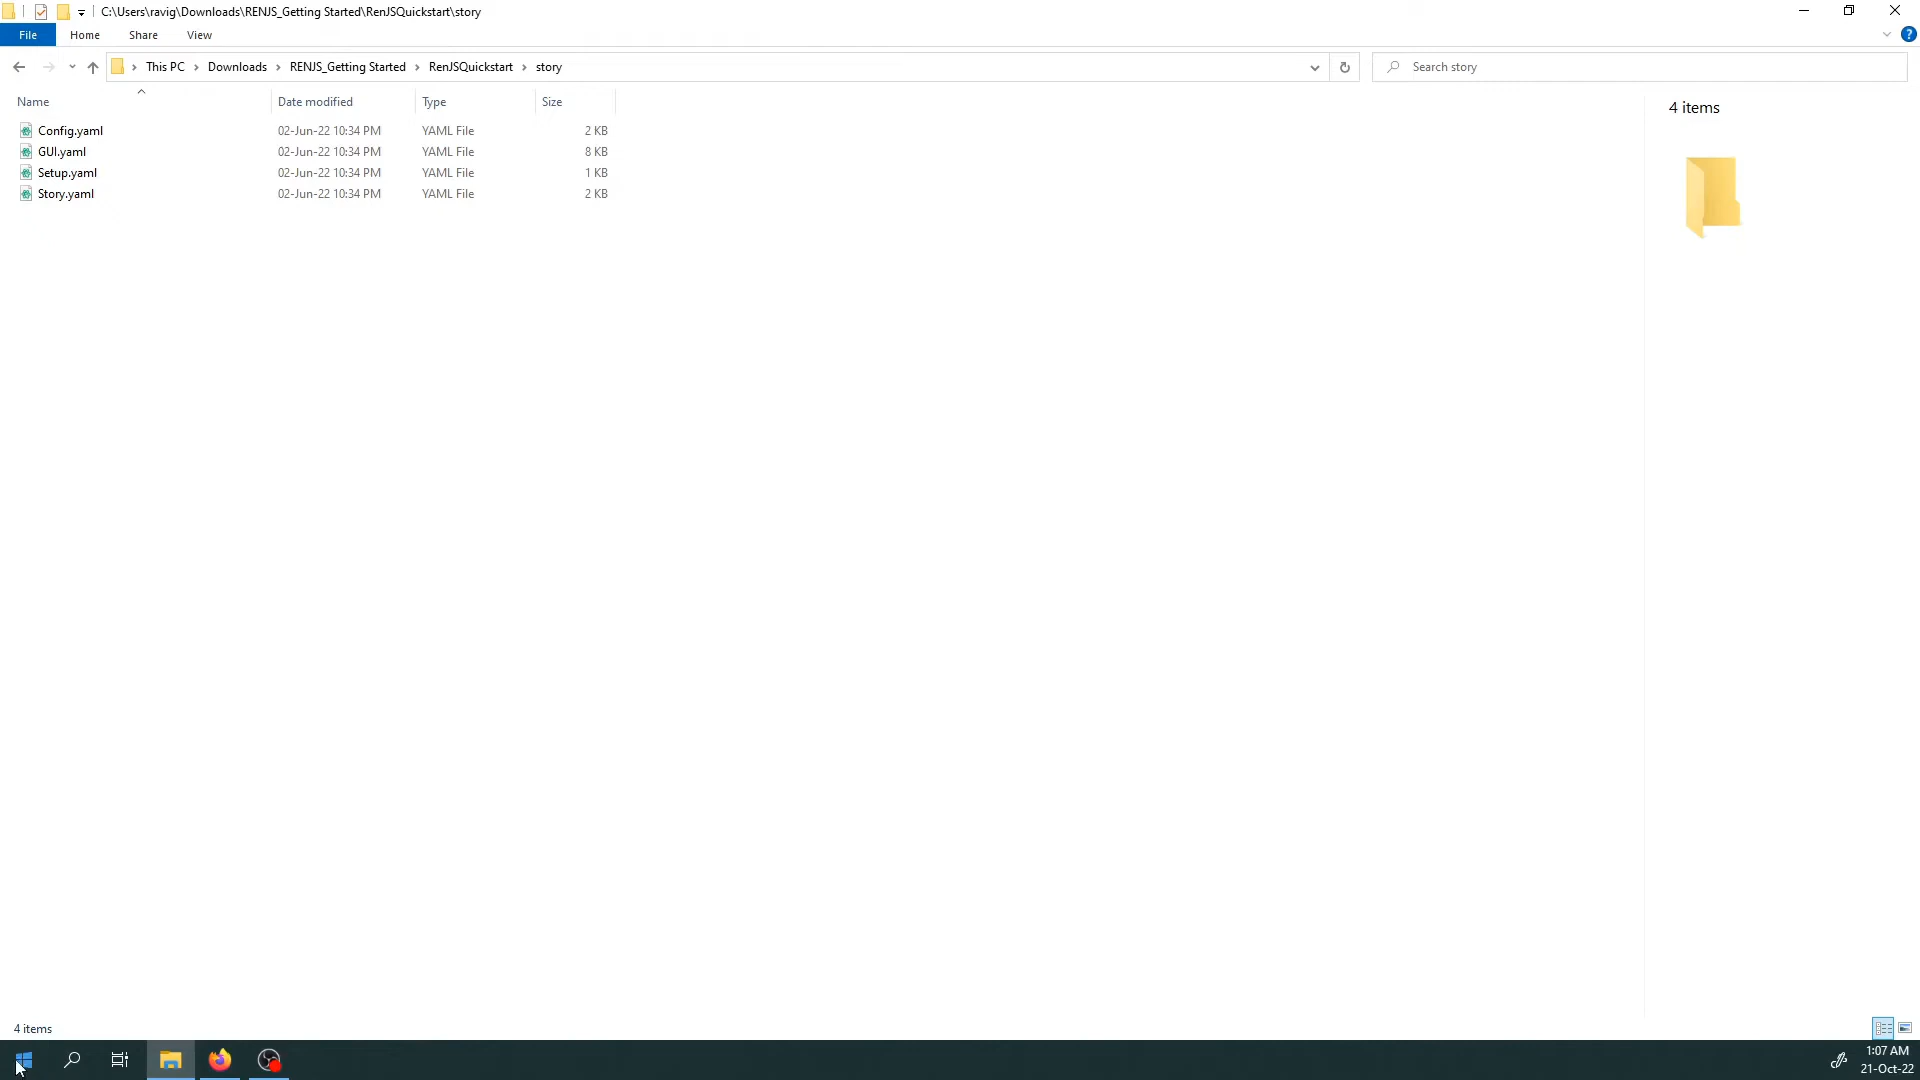 C:\Users\ravig\Downloads\RENJS_Getting Started\RenJSQuickstart\story
File Home Share View
?
This PC > Downloads > RENJS_Getting Started > RenJSQuickstart > story
Search story
Name Date modified Type Size
4 items
Config.yaml 02-Jun-22 10:34 PM YAML File 2 KB
GUI.yaml 02-Jun-22 10:34 PM YAML File 8 KB
Setup.yaml 02-Jun-22 10:34 PM YAML File 1 KB
Story.yaml 02-Jun-22 10:34 PM YAML File 2 KB
4 items
1:07 AM
21-Oct-22